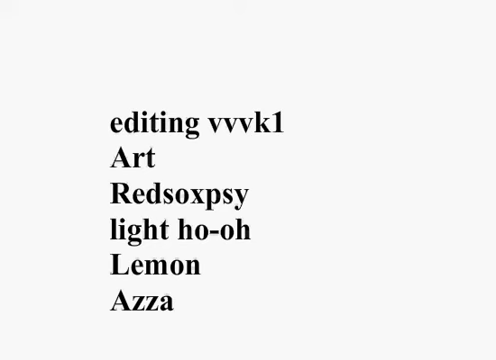 editing vvvk1
Art
Redsoxpsy
light ho-oh
Lemon
Azza